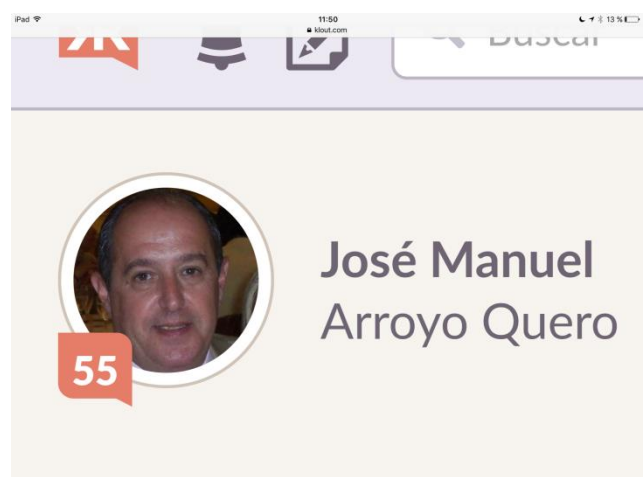 iPad 11:50 13 %
klout.com
Buscar
José Manuel
Arroyo Quero
55